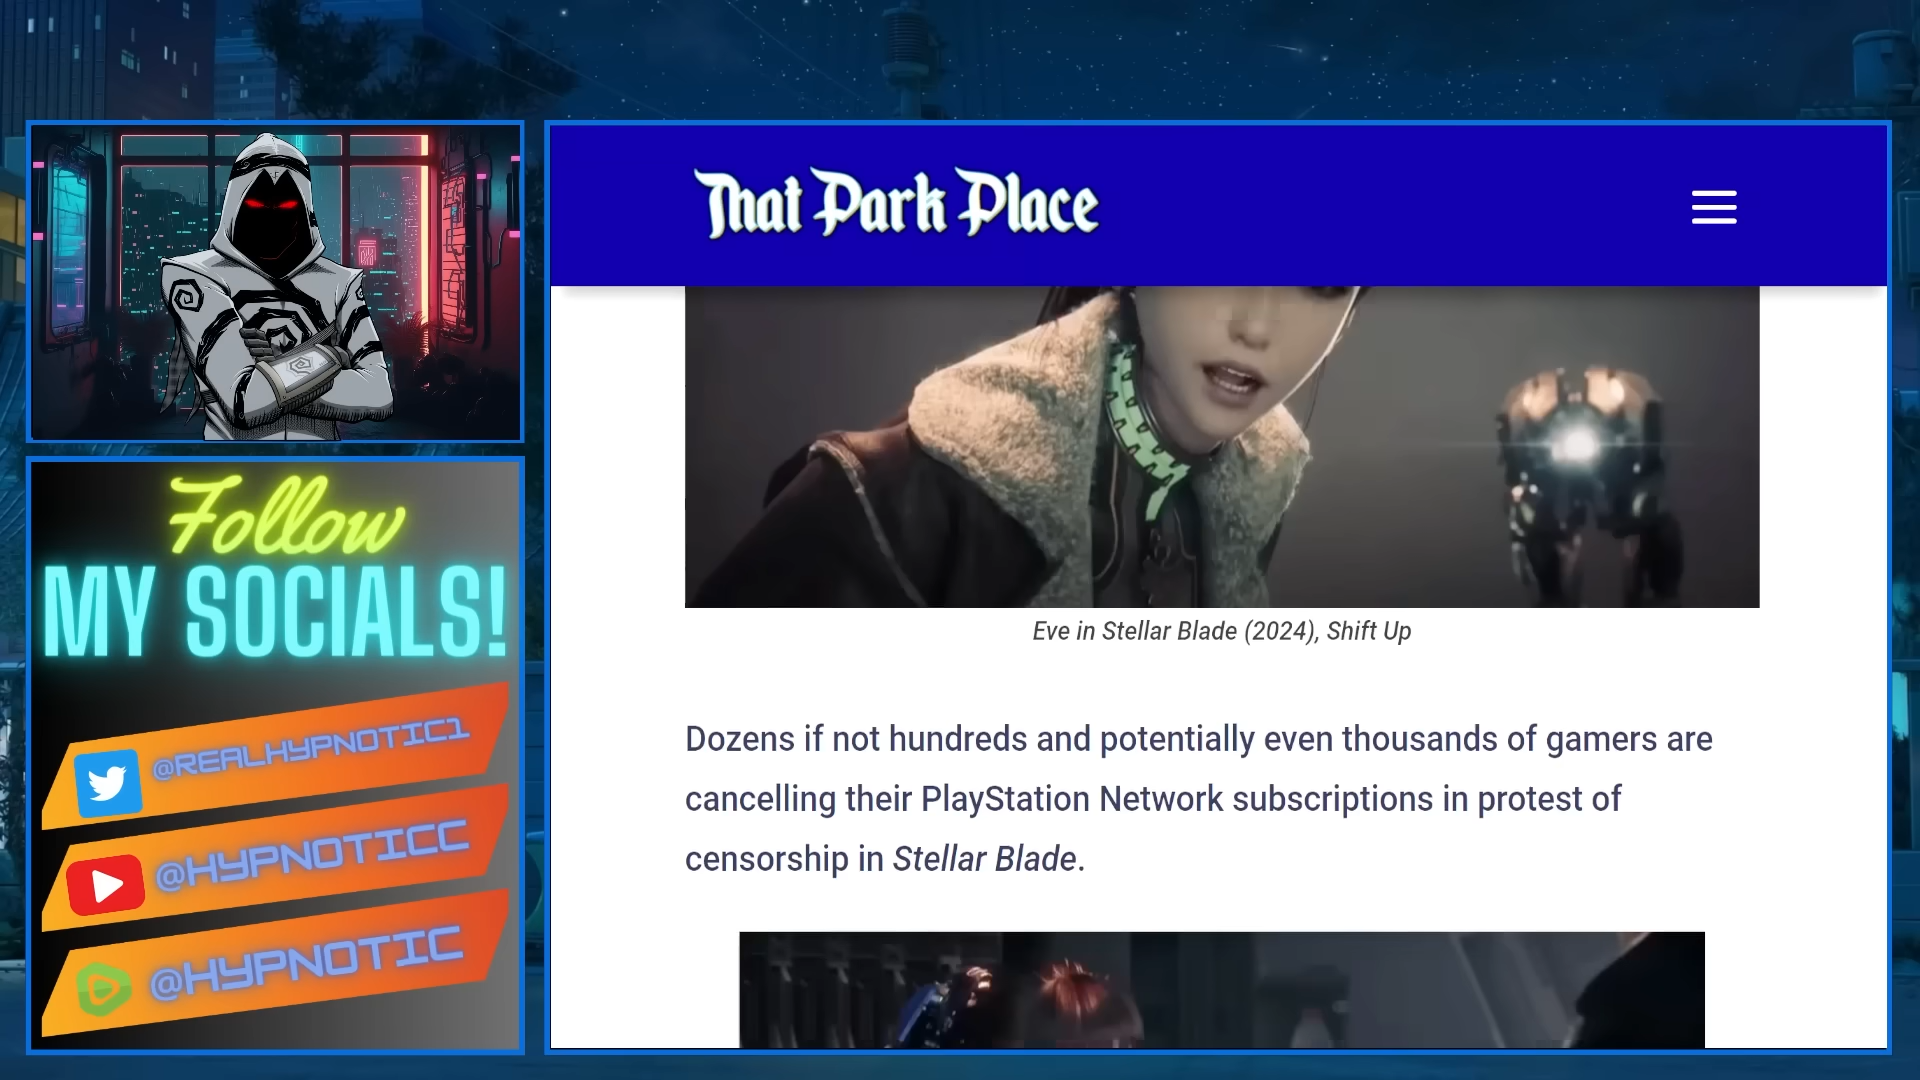 That Park Place
Eve in Stellar Blade (2024), Shift Up
Dozens if not hundreds and potentially even thousands of gamers are
cancelling their PlayStation Network subscriptions in protest of
censorship in Stellar Blade.
Follow
MY SOCIALS!
@REALHYPNOTIC1
@HYPNOTICC
@HYPNOTIC